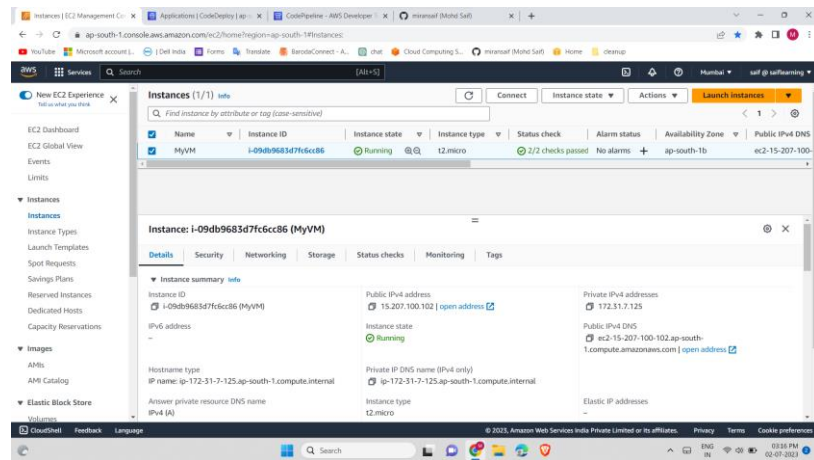 Instances | EC2 Management Co
Applications | CodeDeploy | ap-
CodePipeline - AWS Developer T
miransaif (Mohd Saif)
ap-south-1.console.aws.amazon.com/ec2/home?region=ap-south-1#Instances:
YouTube Microsoft account |... | Dell India Forms Translate BarodaConnect - A... chat Cloud Computing S... miransaif (Mohd Saif) Home cleanup
aws Services Search [Alt+S] Mumbai saif @ saiflearning
New EC2 Experience
Tell us what you think
EC2 Dashboard
EC2 Global View
Events
Limits
Instances
Instances
Instance Types
Launch Templates
Spot Requests
Savings Plans
Reserved Instances
Dedicated Hosts
Capacity Reservations
Images
AMIs
AMI Catalog
Elastic Block Store
Volumes
Instances (1/1) Info
Connect Instance state Actions Launch instances
Find instance by attribute or tag (case-sensitive)
1
Name Instance ID Instance state Instance type Status check Alarm status Availability Zone Public IPv4 DNS
MyVM i-09db9683d7fc6cc86 Running t2.micro 2/2 checks passed No alarms + ap-south-1b ec2-15-207-100-
Instance: i-09db9683d7fc6cc86 (MyVM)
Details Security Networking Storage Status checks Monitoring Tags
Instance summary Info
Instance ID
i-09db9683d7fc6cc86 (MyVM)
Public IPv4 address
15.207.100.102 | open address
Private IPv4 addresses
172.31.7.125
IPv6 address
–
Instance state
Running
Public IPv4 DNS
ec2-15-207-100-102.ap-south-
1.compute.amazonaws.com | open address
Hostname type
IP name: ip-172-31-7-125.ap-south-1.compute.internal
Private IP DNS name (IPv4 only)
ip-172-31-7-125.ap-south-1.compute.internal
Answer private resource DNS name
IPv4 (A)
Instance type
t2.micro
Elastic IP addresses
–
CloudShell Feedback Language © 2023, Amazon Web Services India Private Limited or its affiliates. Privacy Terms Cookie preferences
Search
ENG
IN
03:35 PM
02-07-2023